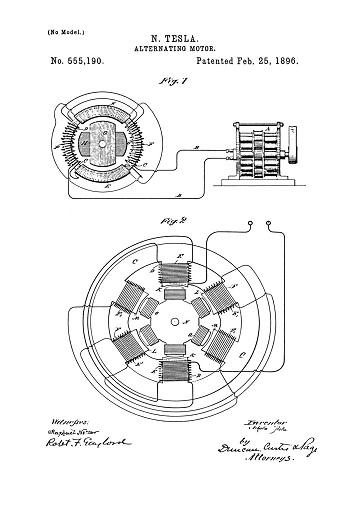 (No Model.)
N. TESLA.
ALTERNATING MOTOR.
No. 555,190. Patented Feb. 25, 1896.
Fig. 1
Fig. 2
Witnesses:
Raphaël Netter
Robt. F. Gaylord
Inventor
Nikola Tesla
by
Duncan, Curtis & Page
Attorneys.